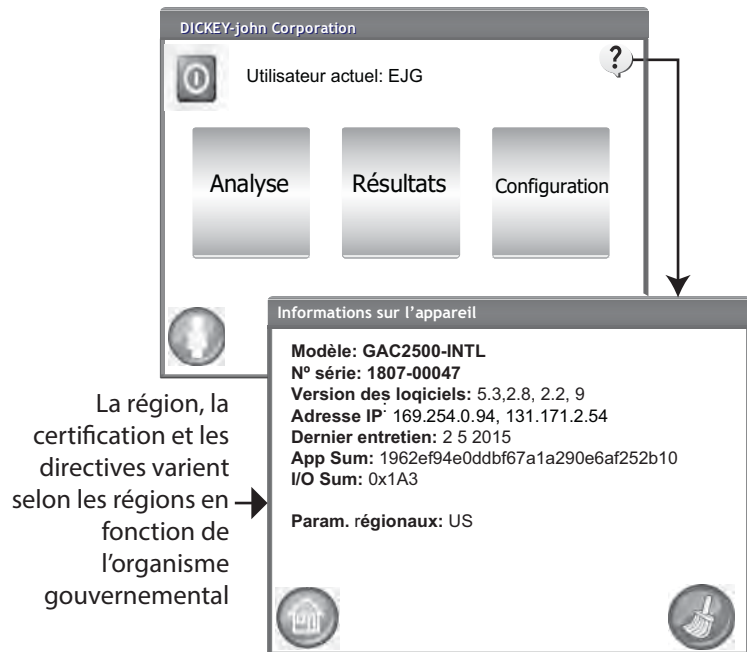 DICKEY-john Corporation
?
Utilisateur actuel: EJG
Analyse
Résultats
Configuration
Informations sur l'appareil
Modèle: GAC2500-INTL
Nº série: 1807-00047
Version des loqiciels: 5.3,2.8, 2.2, 9
Adresse IP: 169.254.0.94, 131.171.2.54
Dernier entretien: 2 5 2015
App Sum: 1962ef94e0ddbf67a1a290e6af252b10
I/O Sum: 0x1A3
Param. régionaux: US
La région, la
certification et les
directives varient
selon les régions en
fonction de
l'organisme
gouvernemental